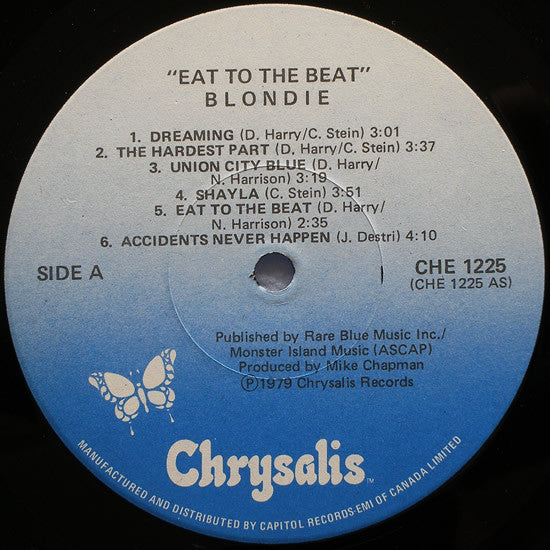 "EAT TO THE BEAT"
BLONDIE
1. DREAMING (D. Harry/C. Stein) 3:01
2. THE HARDEST PART (D. Harry/C. Stein) 3:37
3. UNION CITY BLUE (D. Harry/
N. Harrison) 3:19
4. SHAYLA (C. Stein) 3:51
5. EAT TO THE BEAT (D. Harry/
N. Harrison) 2:35
6. ACCIDENTS NEVER HAPPEN (J. Destri) 4:10
SIDE A
CHE 1225
(CHE 1225 AS)
Published by Rare Blue Music Inc./
Monster Island Music (ASCAP)
Produced by Mike Chapman
Ⓟ1979 Chrysalis Records
Chrysalis™
MANUFACTURED AND DISTRIBUTED BY CAPITOL RECORDS-EMI OF CANADA LIMITED